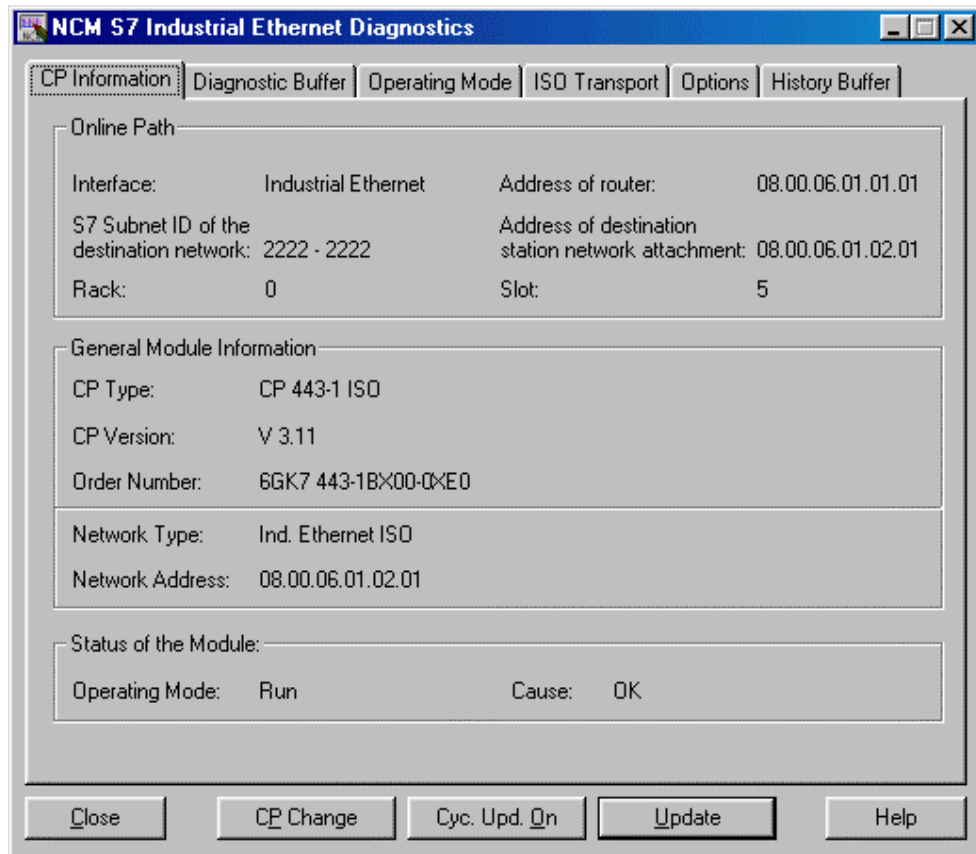 NCM S7 Industrial Ethernet Diagnostics
CP Information Diagnostic Buffer Operating Mode ISO Transport Options History Buffer
Online Path
Interface: Industrial Ethernet Address of router: 08.00.06.01.01.01
S7 Subnet ID of the Address of destination
destination network: 2222 - 2222 station network attachment: 08.00.06.01.02.01
Rack: 0 Slot: 5
General Module Information
CP Type: CP 443-1 ISO
CP Version: V 3.11
Order Number: 6GK7 443-1BX00-0XE0
Network Type: Ind. Ethernet ISO
Network Address: 08.00.06.01.02.01
Status of the Module:
Operating Mode: Run Cause: OK
Close CP Change Cyc. Upd. On Update Help